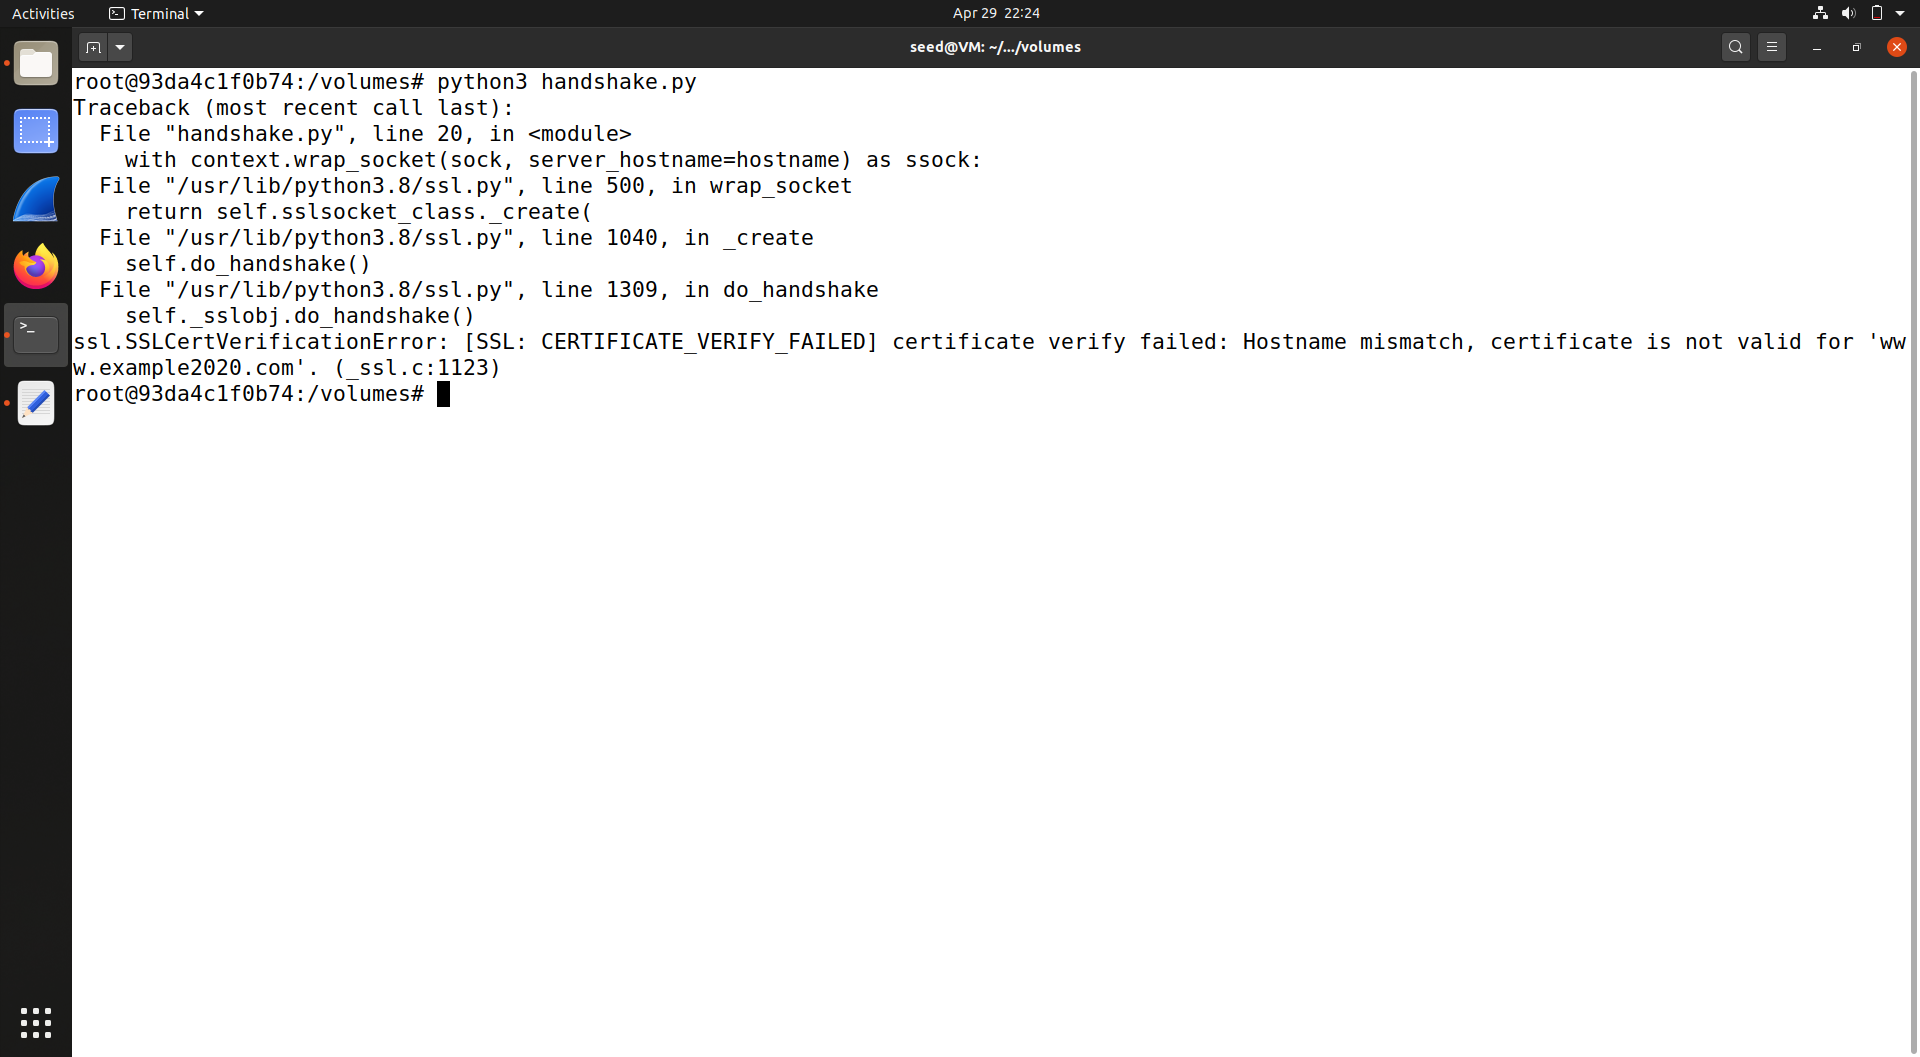 Activities
Terminal
Apr 29 22:24
seed@VM: ~/.../volumes
root@93da4c1f0b74:/volumes# python3 handshake.py
Traceback (most recent call last):
  File "handshake.py", line 20, in <module>
    with context.wrap_socket(sock, server_hostname=hostname) as ssock:
  File "/usr/lib/python3.8/ssl.py", line 500, in wrap_socket
    return self.sslsocket_class._create(
  File "/usr/lib/python3.8/ssl.py", line 1040, in _create
    self.do_handshake()
  File "/usr/lib/python3.8/ssl.py", line 1309, in do_handshake
    self._sslobj.do_handshake()
ssl.SSLCertVerificationError: [SSL: CERTIFICATE_VERIFY_FAILED] certificate verify failed: Hostname mismatch, certificate is not valid for 'ww
w.example2020.com'. (_ssl.c:1123)
root@93da4c1f0b74:/volumes#